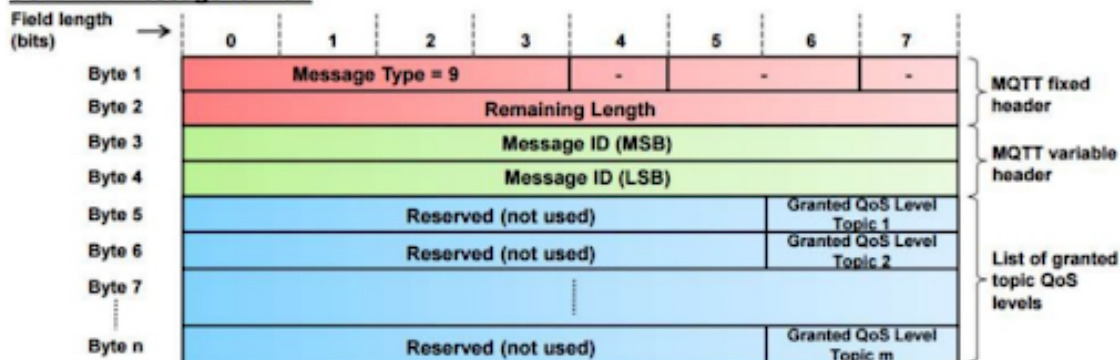 Field length
(bits)
0 1 2 3 4 5 6 7
Byte 1 Message Type = 9 - - - MQTT fixed
header
Byte 2 Remaining Length
Byte 3 Message ID (MSB)
MQTT variable
header
Byte 4 Message ID (LSB)
Byte 5 Reserved (not used) Granted QoS Level
Topic 1
Byte 6 Reserved (not used) Granted QoS Level
Topic 2
List of granted
topic QoS
levels
Byte 7
Byte n Reserved (not used) Granted QoS Level
Topic m